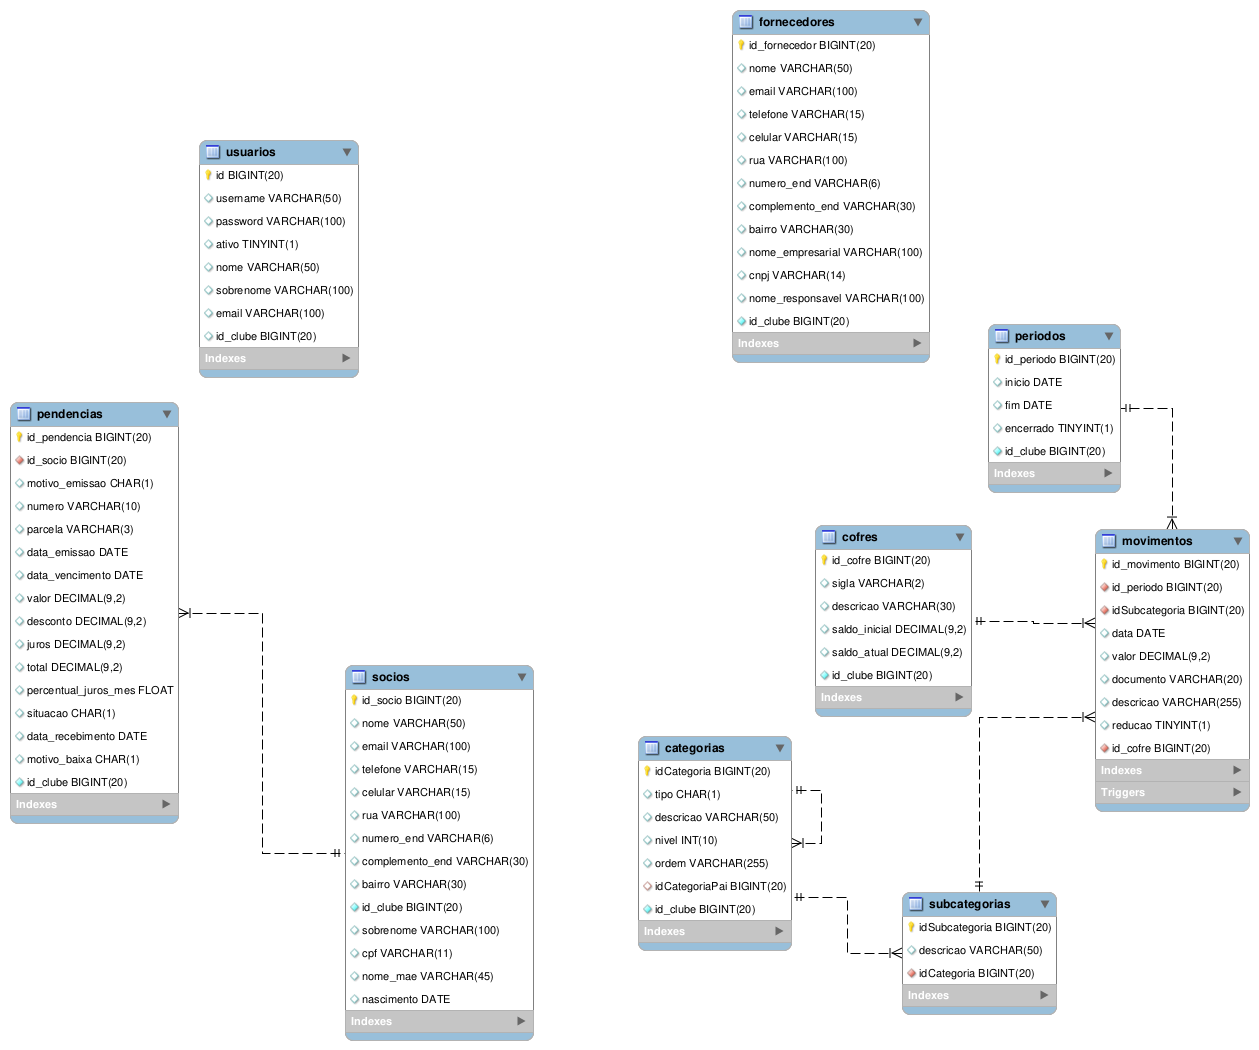 fornecedores
id_fornecedor BIGINT(20)
nome VARCHAR(50)
email VARCHAR(100)
telefone VARCHAR(15)
celular VARCHAR(15)
rua VARCHAR(100)
numero_end VARCHAR(6)
complemento_end VARCHAR(30)
bairro VARCHAR(30)
nome_empresarial VARCHAR(100)
cnpj VARCHAR(14)
nome_responsavel VARCHAR(100)
id_clube BIGINT(20)
Indexes
usuarios
id BIGINT(20)
username VARCHAR(50)
password VARCHAR(100)
ativo TINYINT(1)
nome VARCHAR(50)
sobrenome VARCHAR(100)
email VARCHAR(100)
id_clube BIGINT(20)
Indexes
periodos
id_periodo BIGINT(20)
inicio DATE
fim DATE
encerrado TINYINT(1)
id_clube BIGINT(20)
Indexes
pendencias
id_pendencia BIGINT(20)
id_socio BIGINT(20)
motivo_emissao CHAR(1)
numero VARCHAR(10)
parcela VARCHAR(3)
data_emissao DATE
data_vencimento DATE
valor DECIMAL(9,2)
desconto DECIMAL(9,2)
juros DECIMAL(9,2)
total DECIMAL(9,2)
percentual_juros_mes FLOAT
situacao CHAR(1)
data_recebimento DATE
motivo_baixa CHAR(1)
id_clube BIGINT(20)
Indexes
cofres
id_cofre BIGINT(20)
sigla VARCHAR(2)
descricao VARCHAR(30)
saldo_inicial DECIMAL(9,2)
saldo_atual DECIMAL(9,2)
id_clube BIGINT(20)
Indexes
movimentos
id_movimento BIGINT(20)
id_periodo BIGINT(20)
idSubcategoria BIGINT(20)
data DATE
valor DECIMAL(9,2)
documento VARCHAR(20)
descricao VARCHAR(255)
reducao TINYINT(1)
id_cofre BIGINT(20)
Indexes
Triggers
socios
id_socio BIGINT(20)
nome VARCHAR(50)
email VARCHAR(100)
telefone VARCHAR(15)
celular VARCHAR(15)
rua VARCHAR(100)
numero_end VARCHAR(6)
complemento_end VARCHAR(30)
bairro VARCHAR(30)
id_clube BIGINT(20)
sobrenome VARCHAR(100)
cpf VARCHAR(11)
nome_mae VARCHAR(45)
nascimento DATE
Indexes
categorias
idCategoria BIGINT(20)
tipo CHAR(1)
descricao VARCHAR(50)
nivel INT(10)
ordem VARCHAR(255)
idCategoriaPai BIGINT(20)
id_clube BIGINT(20)
Indexes
subcategorias
idSubcategoria BIGINT(20)
descricao VARCHAR(50)
idCategoria BIGINT(20)
Indexes